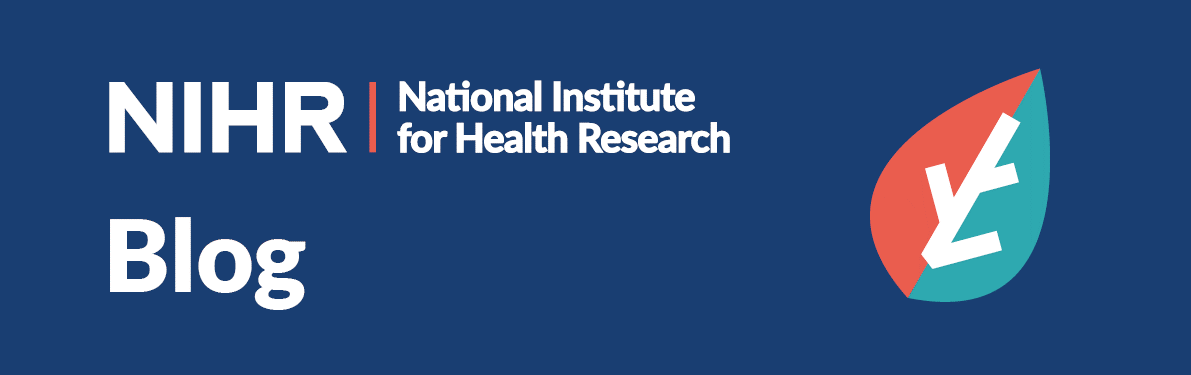 NIHR | National Institute
for Health Research
Blog